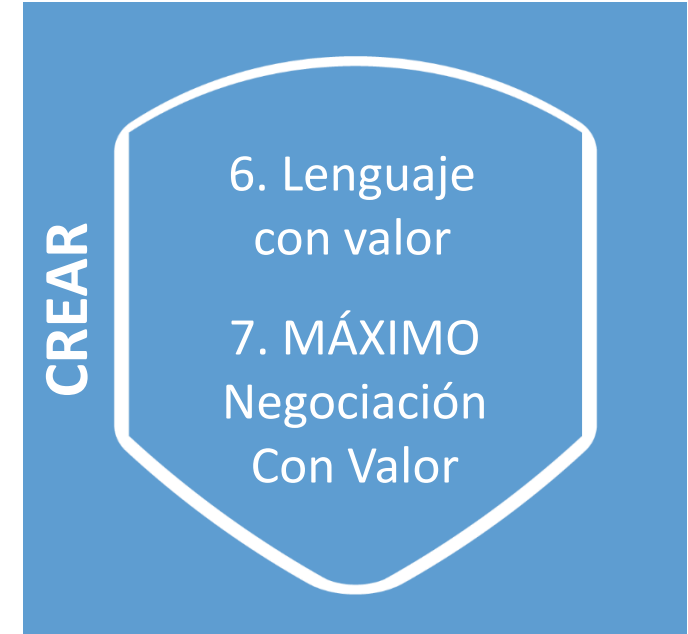 CREAR
6. Lenguaje
con valor
7. MÁXIMO
Negociación
Con Valor